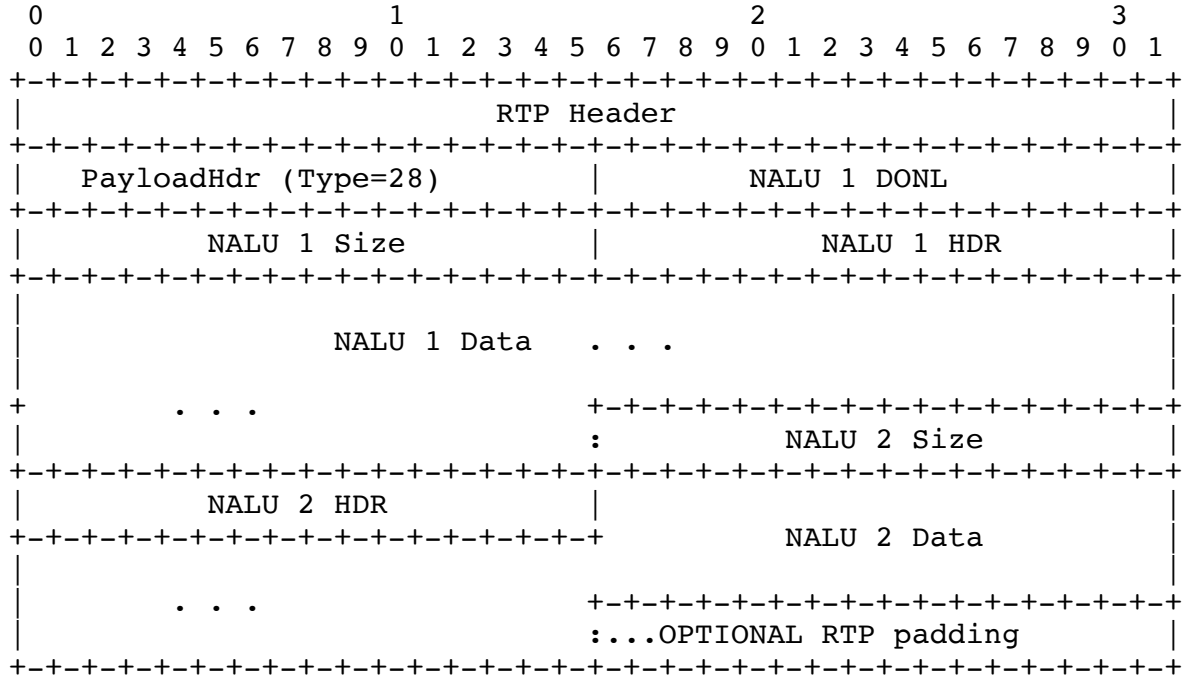 0                   1                   2                   3
 0 1 2 3 4 5 6 7 8 9 0 1 2 3 4 5 6 7 8 9 0 1 2 3 4 5 6 7 8 9 0 1
+-+-+-+-+-+-+-+-+-+-+-+-+-+-+-+-+-+-+-+-+-+-+-+-+-+-+-+-+-+-+-+-+
|                          RTP Header                           |
+-+-+-+-+-+-+-+-+-+-+-+-+-+-+-+-+-+-+-+-+-+-+-+-+-+-+-+-+-+-+-+-+
|   PayloadHdr (Type=28)        |        NALU 1 DONL            |
+-+-+-+-+-+-+-+-+-+-+-+-+-+-+-+-+-+-+-+-+-+-+-+-+-+-+-+-+-+-+-+-+
|          NALU 1 Size          |            NALU 1 HDR         |
+-+-+-+-+-+-+-+-+-+-+-+-+-+-+-+-+-+-+-+-+-+-+-+-+-+-+-+-+-+-+-+-+
|                                                               |
|                 NALU 1 Data   . . .                           |
|                                                               |
+        . . .                  +-+-+-+-+-+-+-+-+-+-+-+-+-+-+-+-+
|                               :          NALU 2 Size          |
+-+-+-+-+-+-+-+-+-+-+-+-+-+-+-+-+-+-+-+-+-+-+-+-+-+-+-+-+-+-+-+-+
|          NALU 2 HDR           |                               |
+-+-+-+-+-+-+-+-+-+-+-+-+-+-+-+-+          NALU 2 Data          |
|                                                               |
|        . . .                  +-+-+-+-+-+-+-+-+-+-+-+-+-+-+-+-+
|                               :...OPTIONAL RTP padding        |
+-+-+-+-+-+-+-+-+-+-+-+-+-+-+-+-+-+-+-+-+-+-+-+-+-+-+-+-+-+-+-+-+